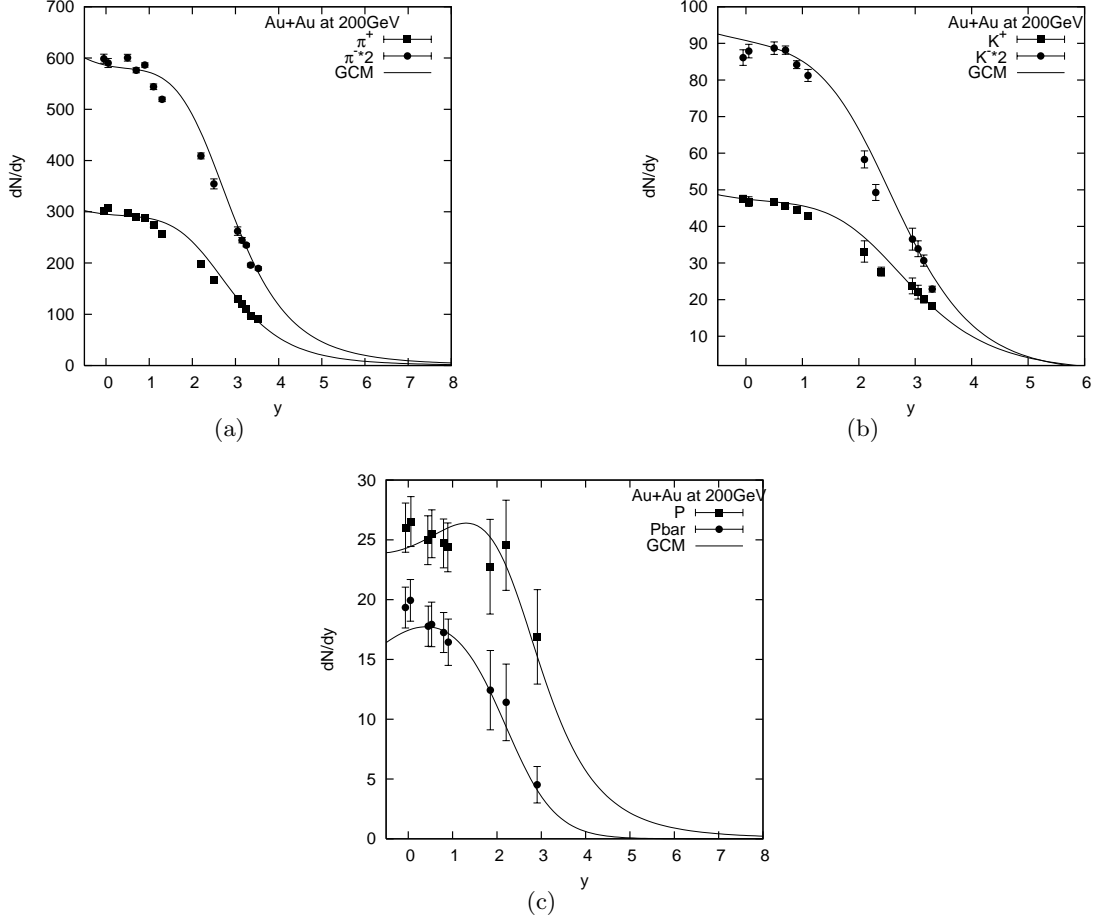 700
600
500
400
300
200
100
0
0 1 2 3 4 5 6 7 8
dN/dy
y
Au+Au at 200GeV
π+
π-*2
GCM
(a)
100
90
80
70
60
50
40
30
20
10
0 1 2 3 4 5 6
dN/dy
y
Au+Au at 200GeV
K+
K-*2
GCM
(b)
30
25
20
15
10
5
0
0 1 2 3 4 5 6 7 8
dN/dy
y
Au+Au at 200GeV
P
Pbar
GCM
(c)